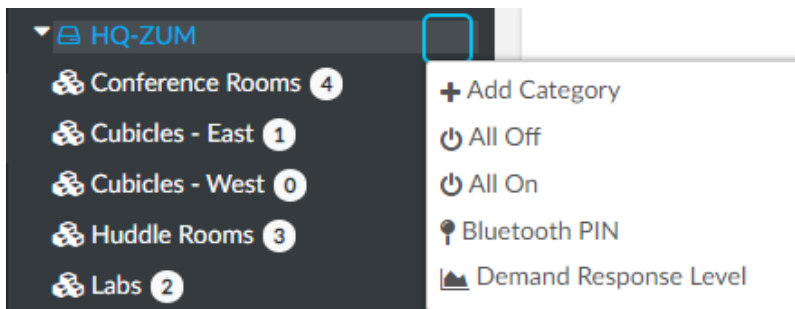 HQ-ZUM
Conference Rooms 4
Cubicles - East 1
Cubicles - West 0
Huddle Rooms 3
Labs 2
Add Category
All Off
All On
Bluetooth PIN
Demand Response Level